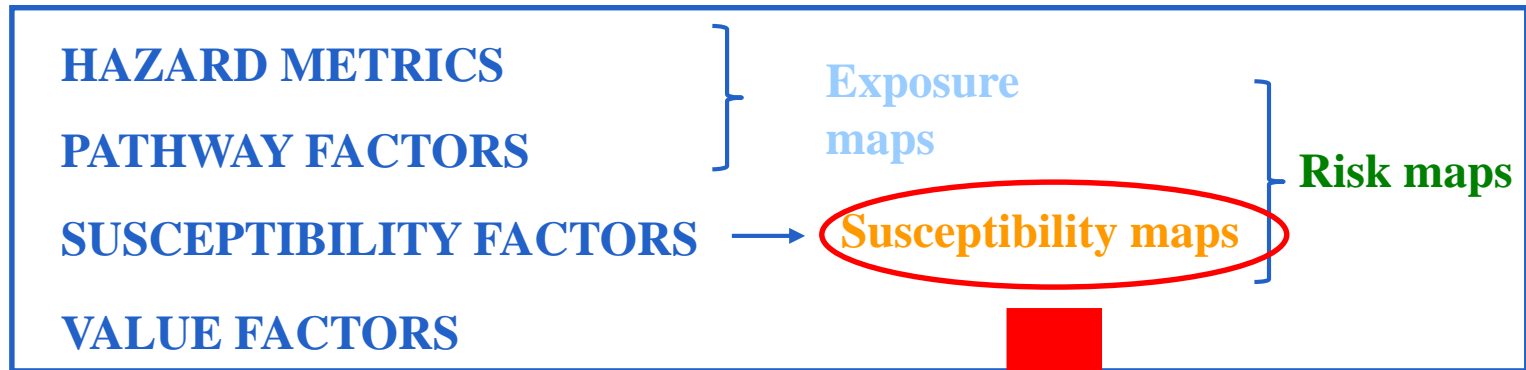 HAZARD METRICS
PATHWAY FACTORS
SUSCEPTIBILITY FACTORS
VALUE FACTORS
Exposure
maps
Susceptibility maps
Risk maps